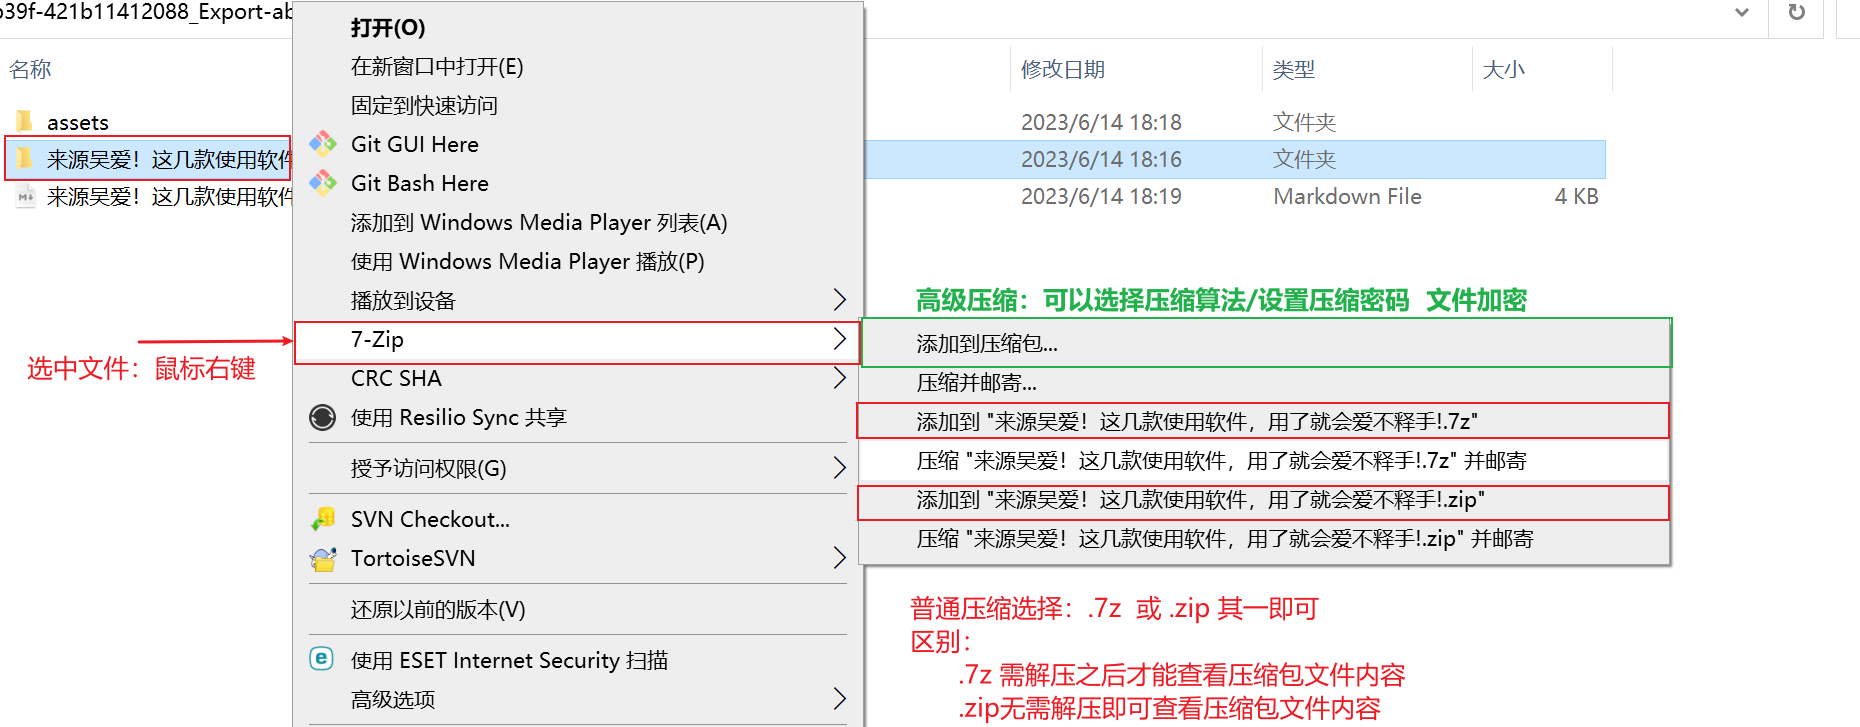 b39f-421b11412088_Export-ab
名称
修改日期
类型
大小
assets
2023/6/14 18:18
文件夹
来源吴爱！这几款使用软件
2023/6/14 18:16
文件夹
来源吴爱！这几款使用软件
2023/6/14 18:19
Markdown File
4 KB
打开(O)
在新窗口中打开(E)
固定到快速访问
Git GUI Here
Git Bash Here
添加到 Windows Media Player 列表(A)
使用 Windows Media Player 播放(P)
播放到设备
7-Zip
CRC SHA
使用 Resilio Sync 共享
授予访问权限(G)
SVN Checkout...
TortoiseSVN
还原以前的版本(V)
使用 ESET Internet Security 扫描
高级选项
选中文件：鼠标右键
高级压缩：可以选择压缩算法/设置压缩密码 文件加密
添加到压缩包...
压缩并邮寄...
添加到 "来源吴爱！这几款使用软件，用了就会爱不释手!.7z"
压缩 "来源吴爱！这几款使用软件，用了就会爱不释手!.7z" 并邮寄
添加到 "来源吴爱！这几款使用软件，用了就会爱不释手!.zip"
压缩 "来源吴爱！这几款使用软件，用了就会爱不释手!.zip" 并邮寄
普通压缩选择：.7z 或 .zip 其一即可
区别：
.7z 需解压之后才能查看压缩包文件内容
.zip无需解压即可查看压缩包文件内容